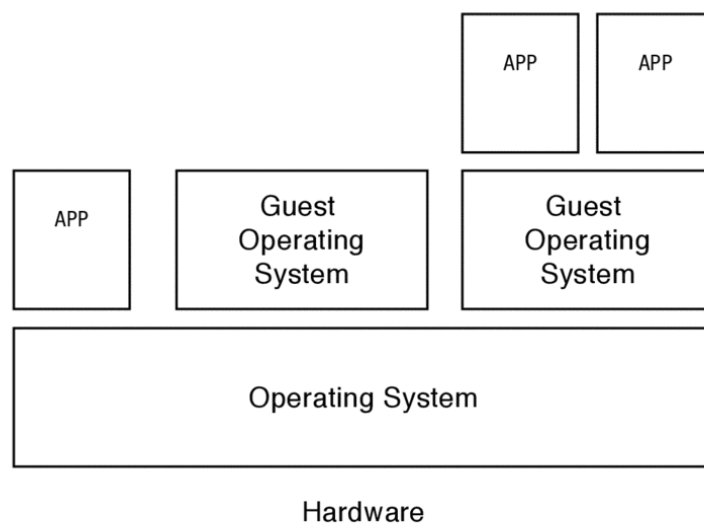 APP
APP
APP
Guest
Operating
System
Guest
Operating
System
Operating System
Hardware